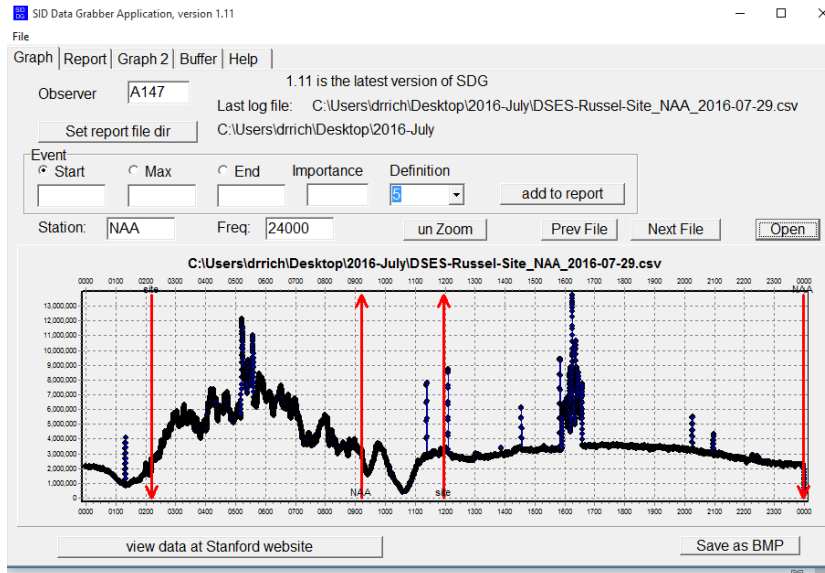 SID Data Grabber Application, version 1.11
File
Graph Report Graph 2 Buffer Help
Observer A147 1.11 is the latest version of SDG
Last log file: C:\Users\drrich\Desktop\2016-July\DSES-Russel-Site_NAA_2016-07-29.csv
Set report file dir C:\Users\drrich\Desktop\2016-July
Event
Start Max End Importance Definition
5 add to report
Station: NAA Freq: 24000 un Zoom Prev File Next File Open
C:\Users\drrich\Desktop\2016-July\DSES-Russel-Site_NAA_2016-07-29.csv
0000 0100 0200 0300 0400 0500 0600 0700 0800 0900 1000 1100 1200 1300 1400 1500 1600 1700 1800 1900 2000 2100 2200 2300 0000
site NAA
13,000,000
12,000,000
11,000,000
10,000,000
9,000,000
8,000,000
7,000,000
6,000,000
5,000,000
4,000,000
3,000,000
2,000,000
1,000,000
NAA site
0
0000 0100 0200 0300 0400 0500 0600 0700 0800 0900 1000 1100 1200 1300 1400 1500 1600 1700 1800 1900 2000 2100 2200 2300 0000
view data at Stanford website Save as BMP